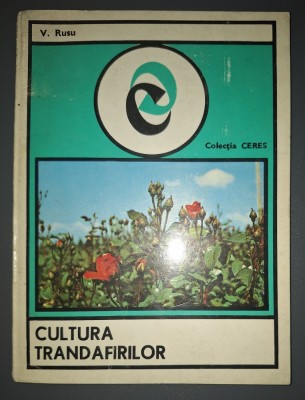 V. Rusu
Colecția CERES
CULTURA
TRANDAFIRILOR